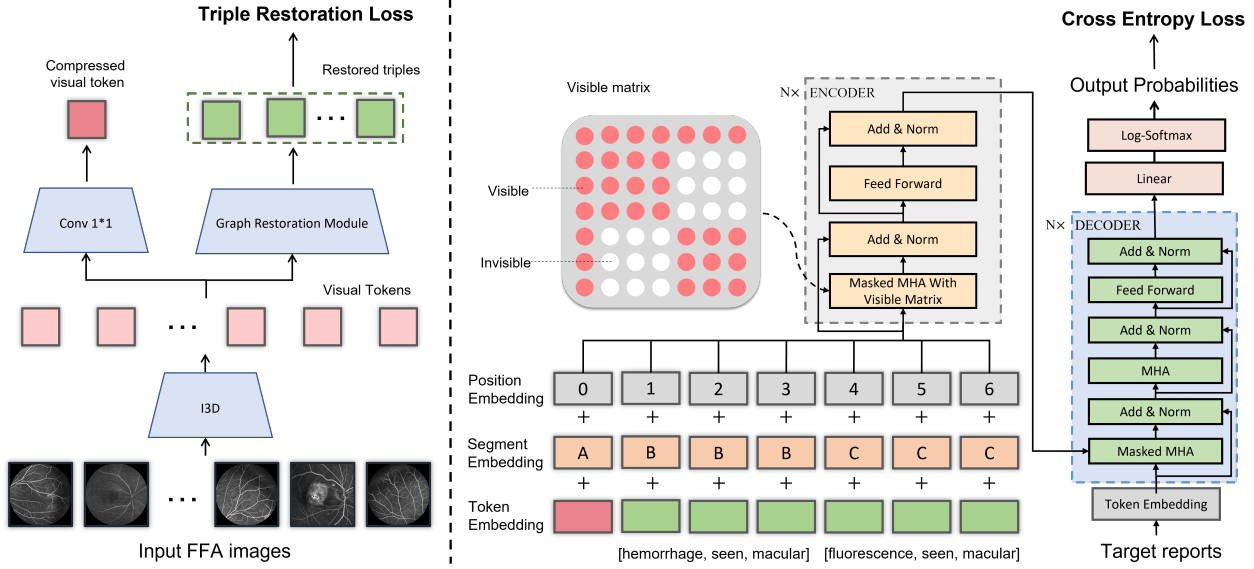 Triple Restoration Loss
Compressed
visual token
Restored triples
Conv 1*1
Graph Restoration Module
Visual Tokens
I3D
Input FFA images
Visible matrix
Visible
Invisible
N× ENCODER
Add & Norm
Feed Forward
Add & Norm
Masked MHA With
Visible Matrix
Position
Embedding
0 1 2 3 4 5 6
+ + + + + + +
Segment
Embedding
A B B B C C C
+ + + + + + +
Token
Embedding
[hemorrhage, seen, macular] [fluorescence, seen, macular]
Cross Entropy Loss
Output Probabilities
Log-Softmax
Linear
N× DECODER
Add & Norm
Feed Forward
Add & Norm
MHA
Add & Norm
Masked MHA
Token Embedding
Target reports